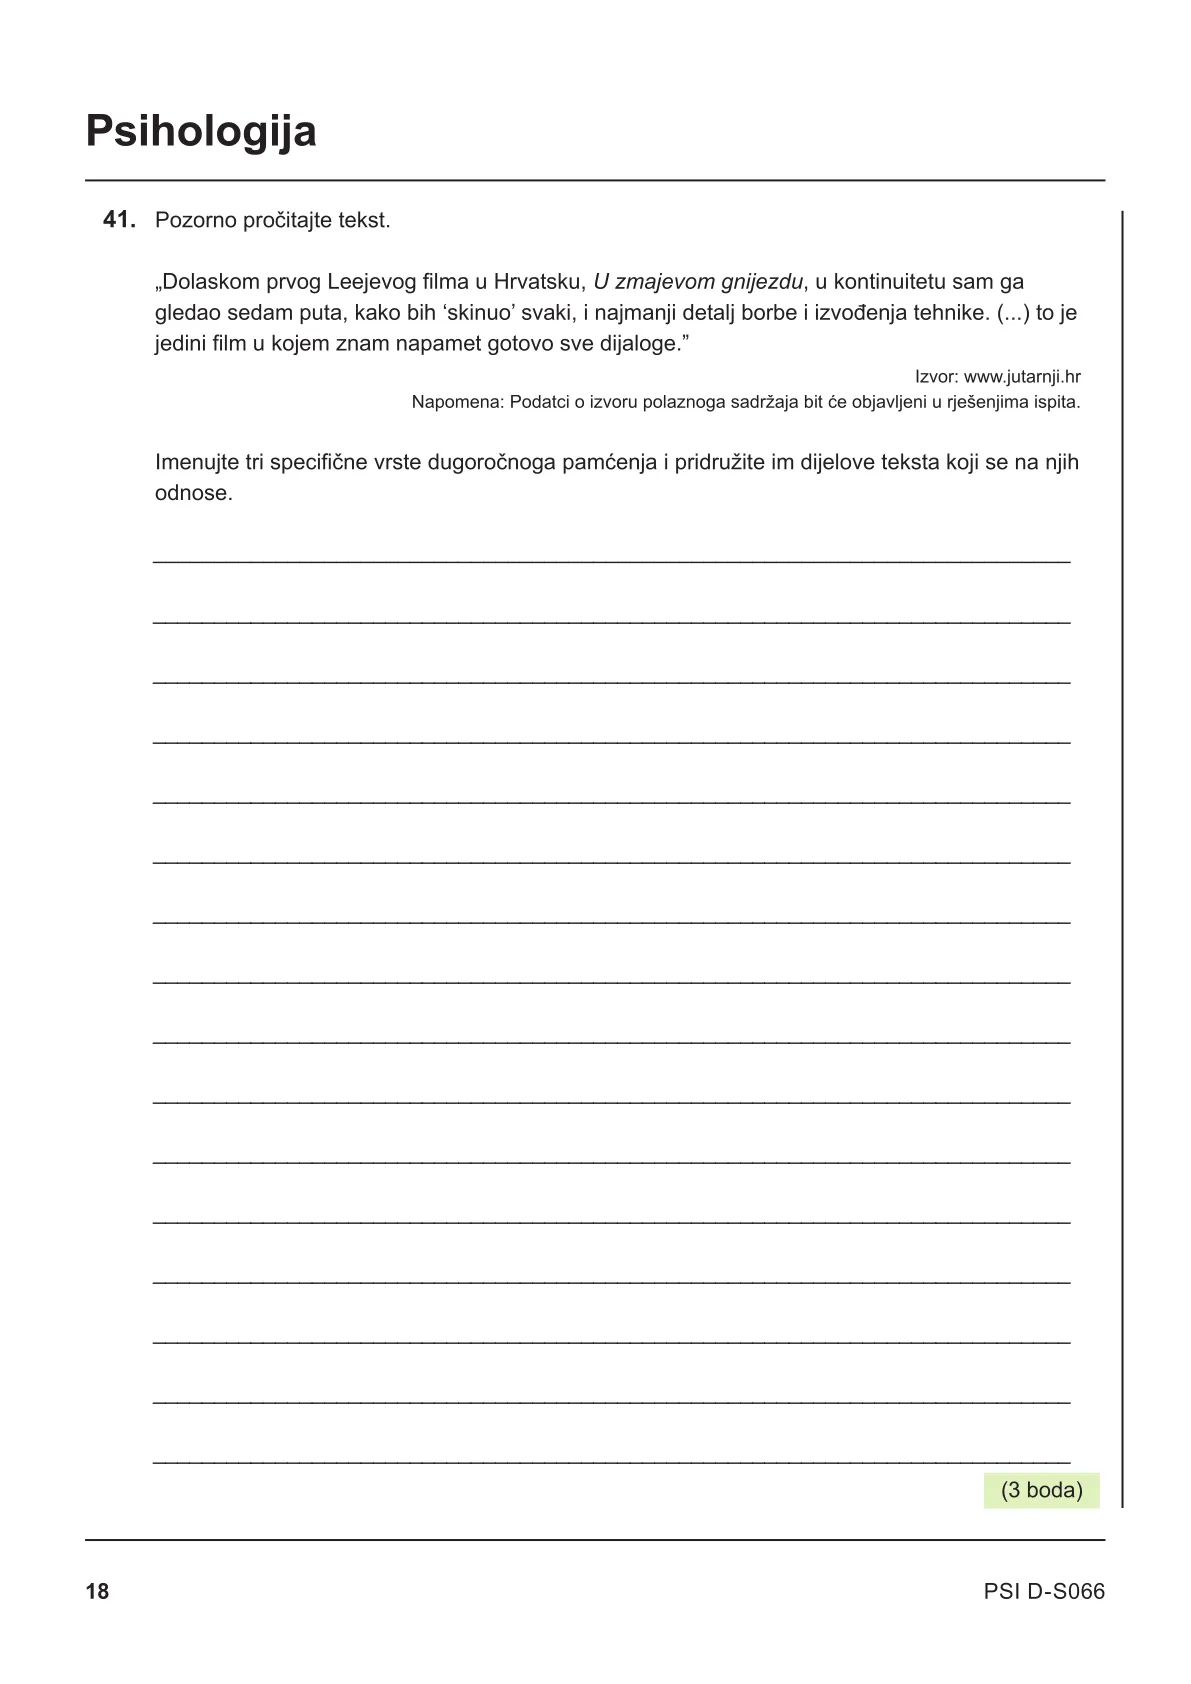 Psihologija
41. Pozorno pročitajte tekst.
„Dolaskom prvog Leejevog filma u Hrvatsku, U zmajevom gnijezdu, u kontinuitetu sam ga
gledao sedam puta, kako bih ‘skinuo’ svaki, i najmanji detalj borbe i izvođenja tehnike. (...) to je
jedini film u kojem znam napamet gotovo sve dijaloge.”
Izvor: www.jutarnji.hr
Napomena: Podatci o izvoru polaznoga sadržaja bit će objavljeni u rješenjima ispita.
Imenujte tri specifične vrste dugoročnoga pamćenja i pridružite im dijelove teksta koji se na njih
odnose.
(3 boda)
18 PSI D-S066